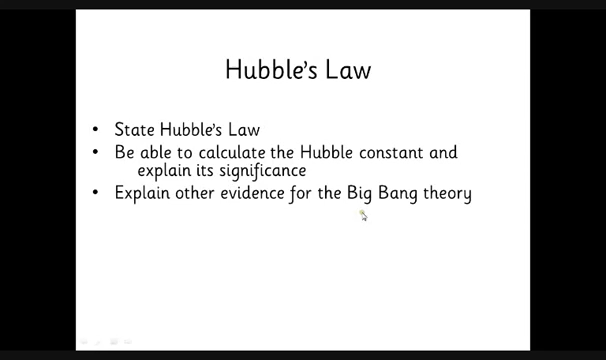 Hubble's Law
• State Hubble's Law
• Be able to calculate the Hubble constant and
explain its significance
• Explain other evidence for the Big Bang theory